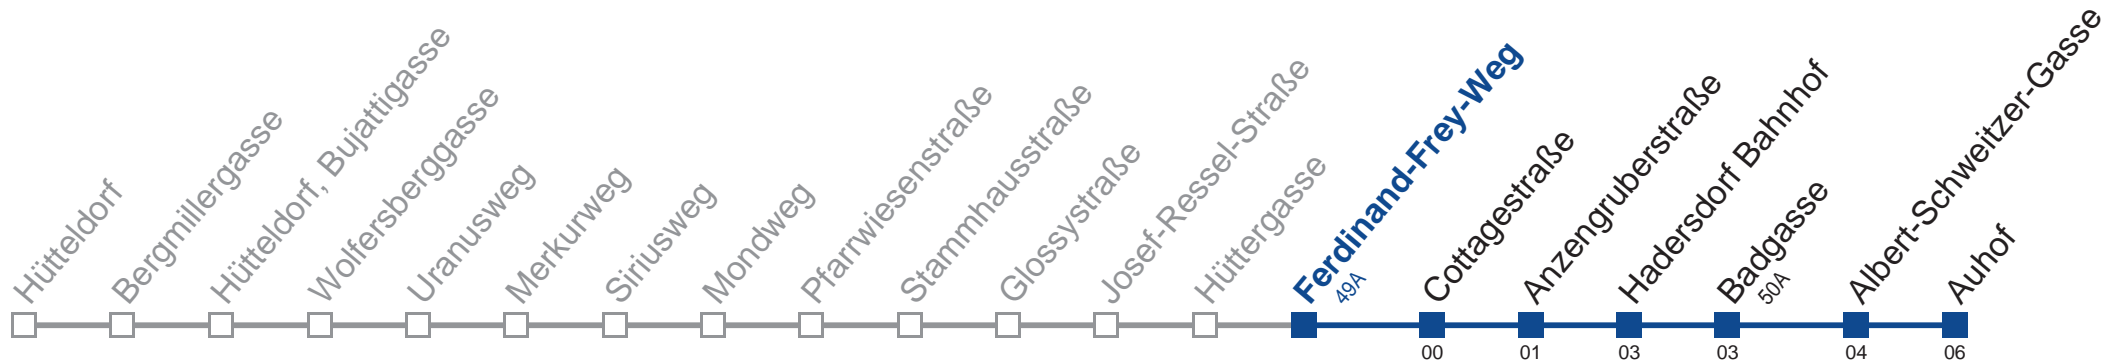 Hütteldorf
Bergmillergasse
Hütteldorf, Bujattigasse
Wolfersberggasse
Uranusweg
Merkurweg
Siriusweg
Mondweg
Pfarrwiesenstraße
Stammhausstraße
Glossystraße
Josef-Ressel-Straße
Hüttergasse
Ferdinand-Frey-Weg
49A
Cottagestraße
Anzengruberstraße
Hadersdorf Bahnhof
Badgasse
50A
Albert-Schweitzer-Gasse
Auhof
00 01 03 03 04 06